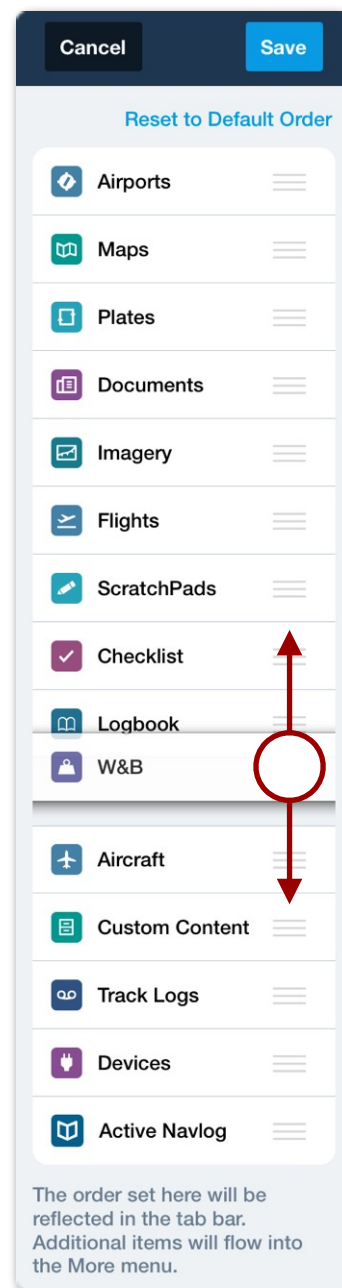 Cancel
Save
Reset to Default Order
Airports
Maps
Plates
Documents
Imagery
Flights
ScratchPads
Checklist
Logbook
W&B
Aircraft
Custom Content
Track Logs
Devices
Active Navlog
The order set here will be
reflected in the tab bar.
Additional items will flow into
the More menu.